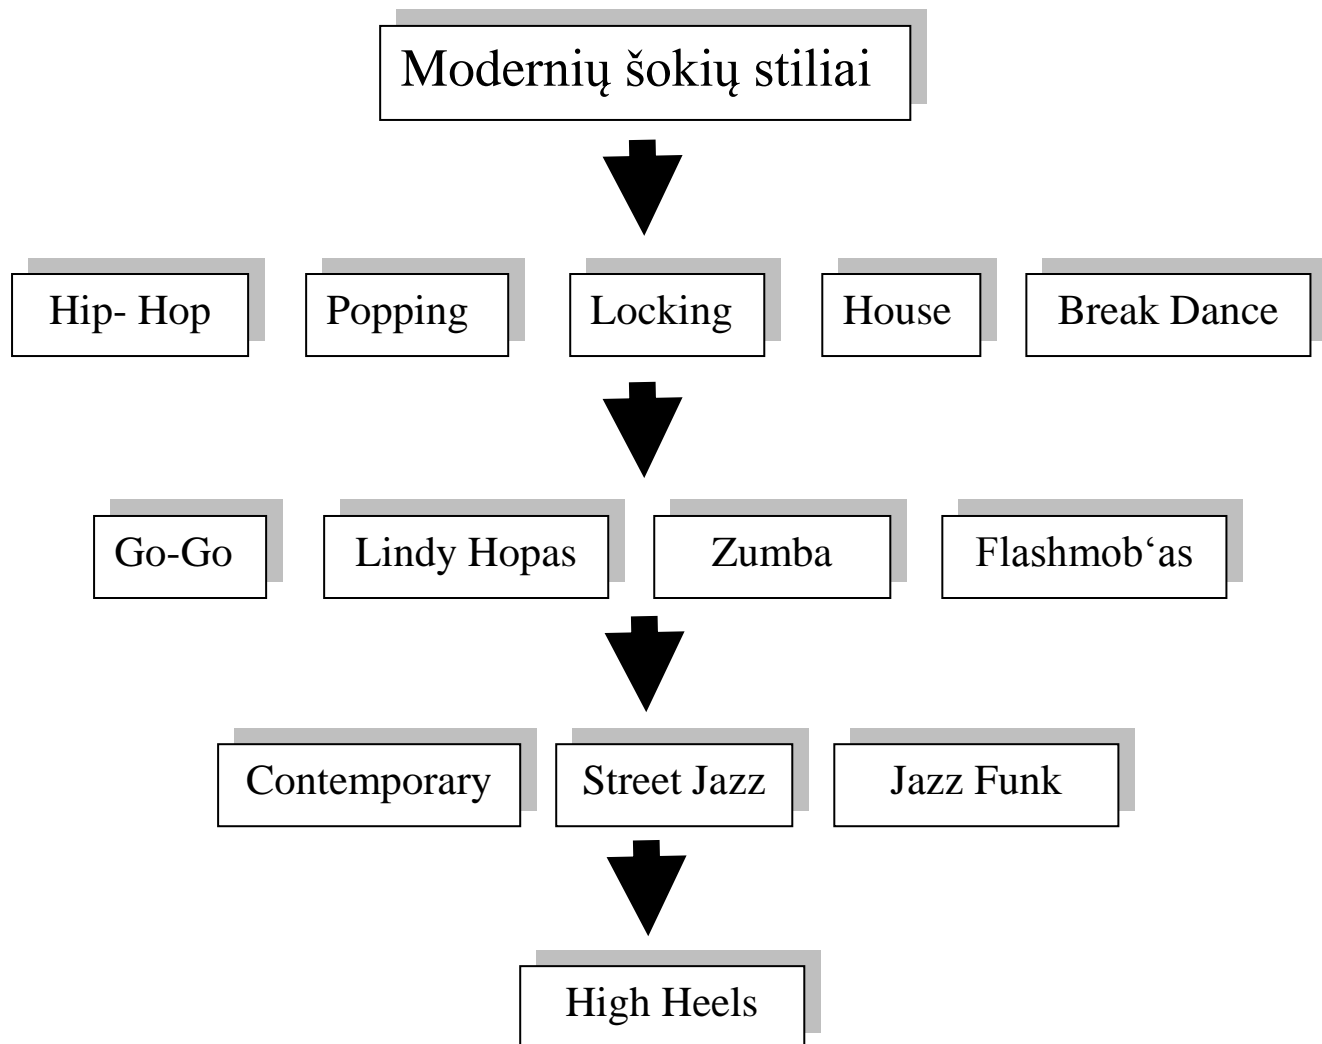 Modernių šokių stiliai
Hip- Hop Popping Locking House Break Dance
Go-Go Lindy Hopas Zumba Flashmob‘as
Contemporary Street Jazz Jazz Funk
High Heels